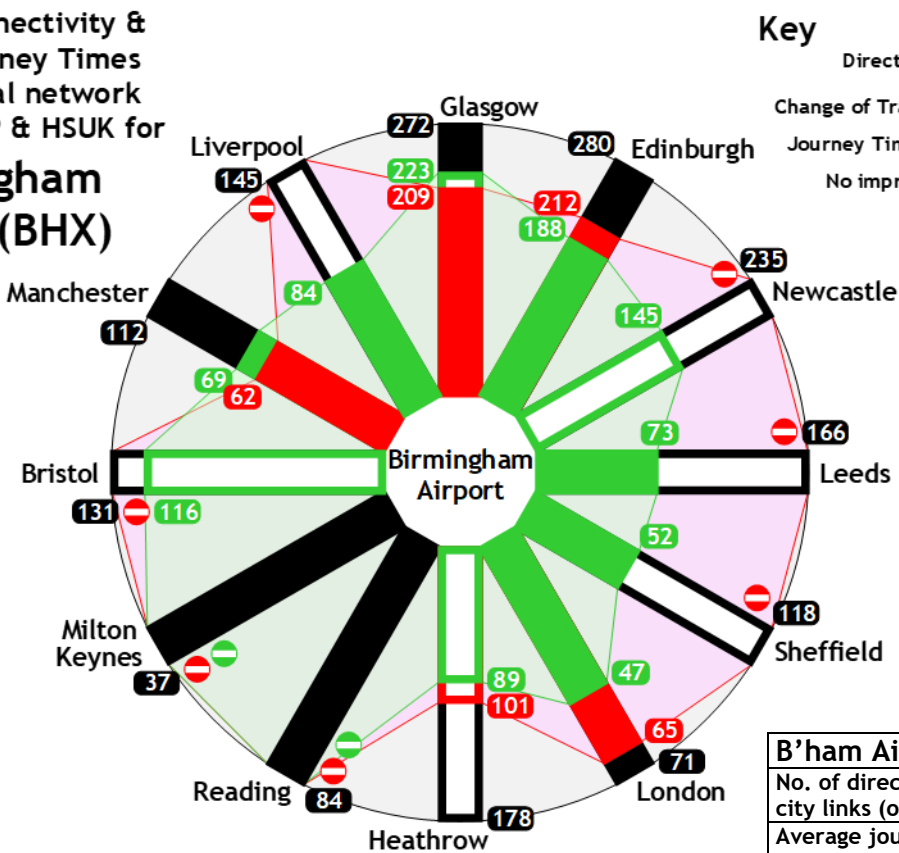 nectivity &
ney Times
al network
& HSUK for
gham
(BHX)
Key
Direct
Change of Tra
Journey Tim
No impr
Glasgow
272
223
209
Edinburgh
280
212
188
Liverpool
145
84
Newcastle
235
145
Manchester
112
69
62
Leeds
166
73
Birmingham
Airport
Bristol
131
116
Sheffield
118
52
Milton
Keynes
37
London
47
65
71
Reading
84
Heathrow
89
101
178
B'ham Ai
No. of direc
city links (o
Average jou